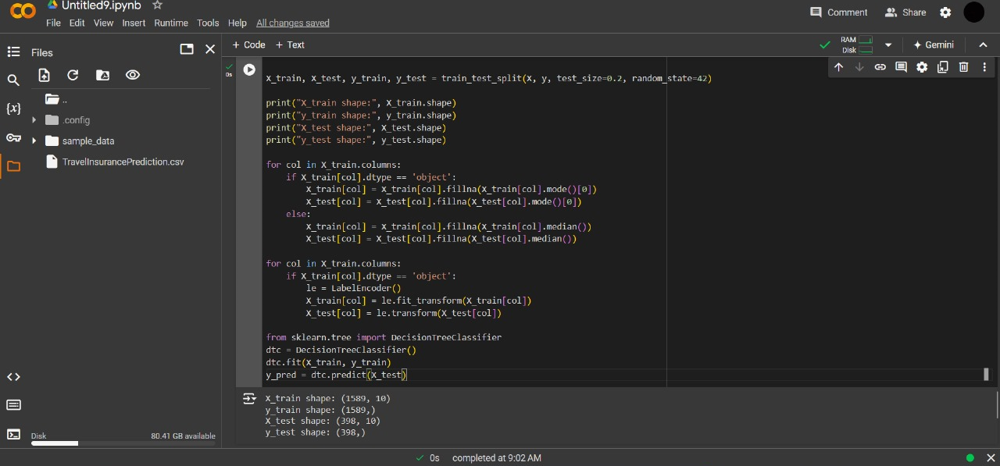 Untitled9.ipynb
File Edit View Insert Runtime Tools Help All changes saved
Comment Share
Files
+ Code + Text
RAM
Disk
Gemini
..
.config
sample_data
TravelInsurancePrediction.csv
{x}
0s
X_train, X_test, y_train, y_test = train_test_split(X, y, test_size=0.2, random_state=42)
print("X_train shape:", X_train.shape)
print("y_train shape:", y_train.shape)
print("X_test shape:", X_test.shape)
print("y_test shape:", y_test.shape)
for col in X_train.columns:
    if X_train[col].dtype == 'object':
        X_train[col] = X_train[col].fillna(X_train[col].mode()[0])
        X_test[col] = X_test[col].fillna(X_test[col].mode()[0])
    else:
        X_train[col] = X_train[col].fillna(X_train[col].median())
        X_test[col] = X_test[col].fillna(X_test[col].median())
for col in X_train.columns:
    if X_train[col].dtype == 'object':
        le = LabelEncoder()
        X_train[col] = le.fit_transform(X_train[col])
        X_test[col] = le.transform(X_test[col])
from sklearn.tree import DecisionTreeClassifier
dtc = DecisionTreeClassifier()
dtc.fit(X_train, y_train)
y_pred = dtc.predict(X_test)
X_train shape: (1589, 10)
y_train shape: (1589,)
X_test shape: (398, 10)
y_test shape: (398,)
Disk 80.41 GB available
0s completed at 9:02 AM